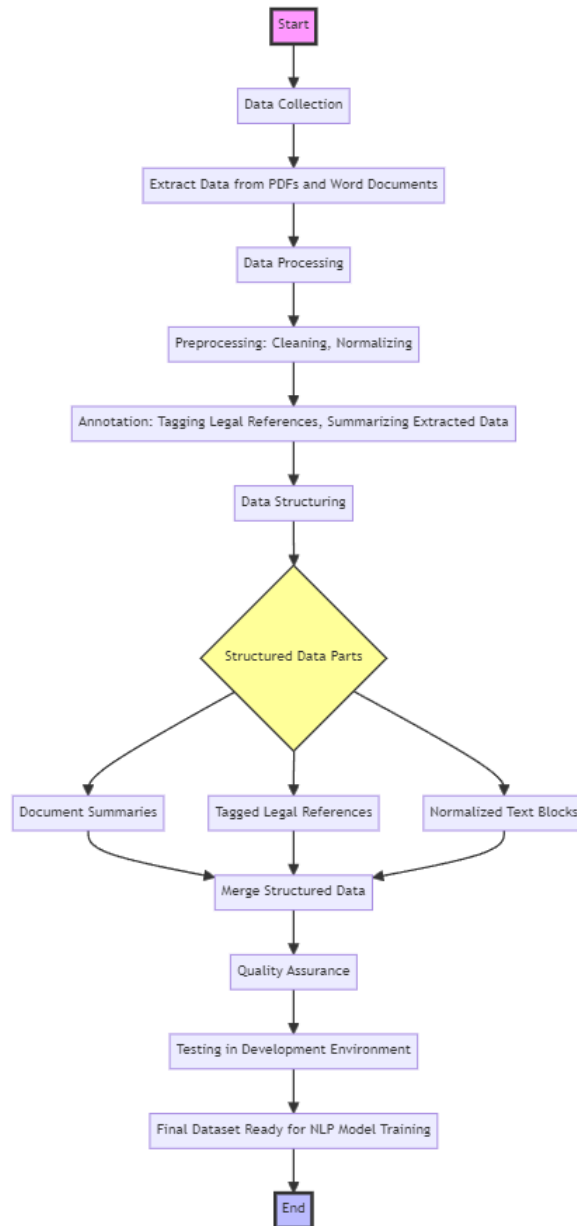 Start
Data Collection
Extract Data from PDFs and Word Documents
Data Processing
Preprocessing: Cleaning, Normalizing
Annotation: Tagging Legal References, Summarizing Extracted Data
Data Structuring
Structured Data Parts
Document Summaries
Tagged Legal References
Normalized Text Blocks
Merge Structured Data
Quality Assurance
Testing in Development Environment
Final Dataset Ready for NLP Model Training
End